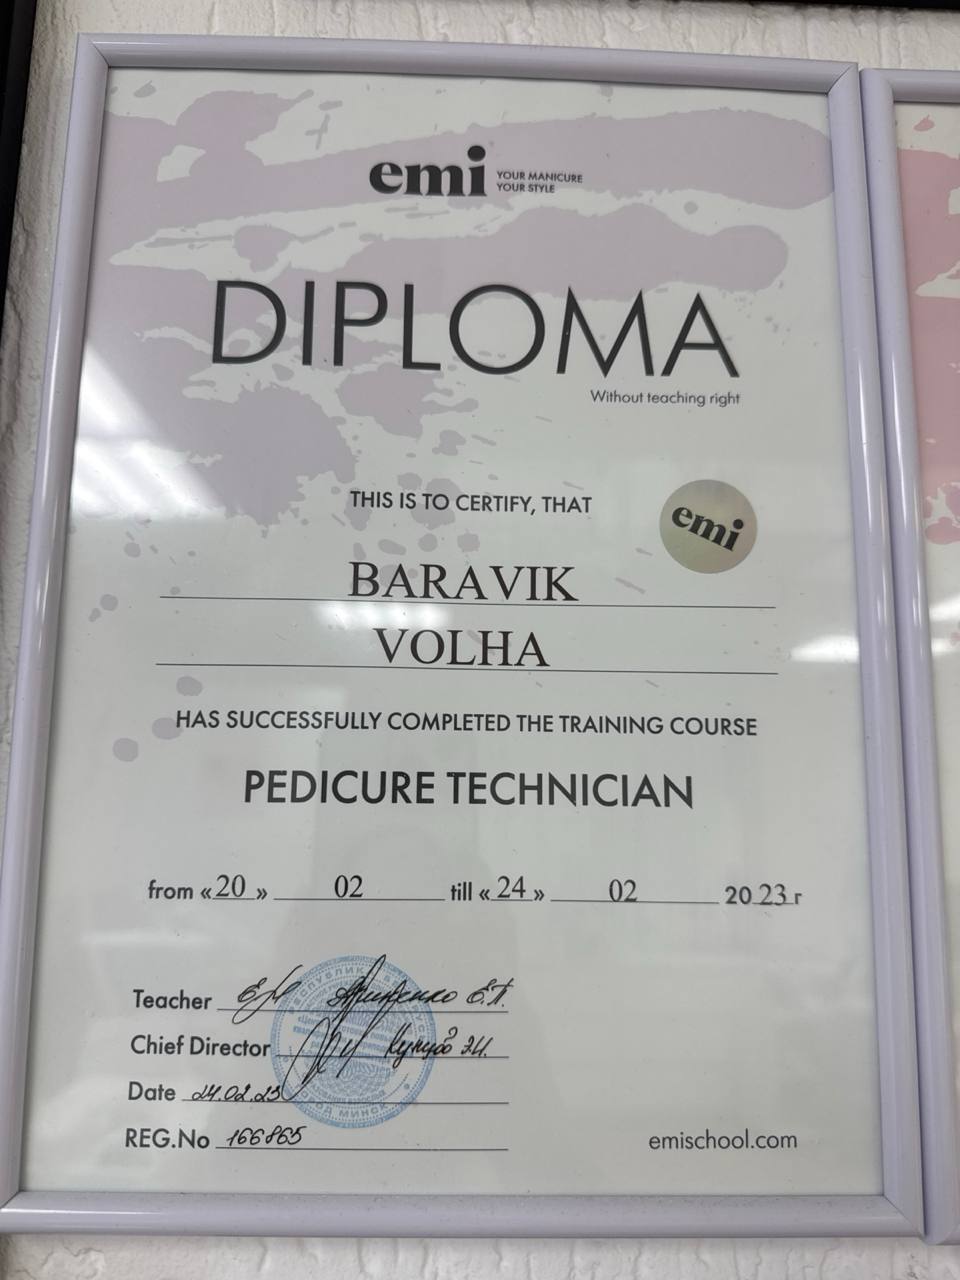 emi YOUR MANICURE
YOUR STYLE
DIPLOMA
Without teaching right
THIS IS TO CERTIFY, THAT
emi
BARAVIK
VOLHA
HAS SUCCESSFULLY COMPLETED THE TRAINING COURSE
PEDICURE TECHNICIAN
from «20» 02 till «24» 02 2023 г
Teacher Е.П.
Chief Director
Date 24.02.23
REG.No 166865
emischool.com